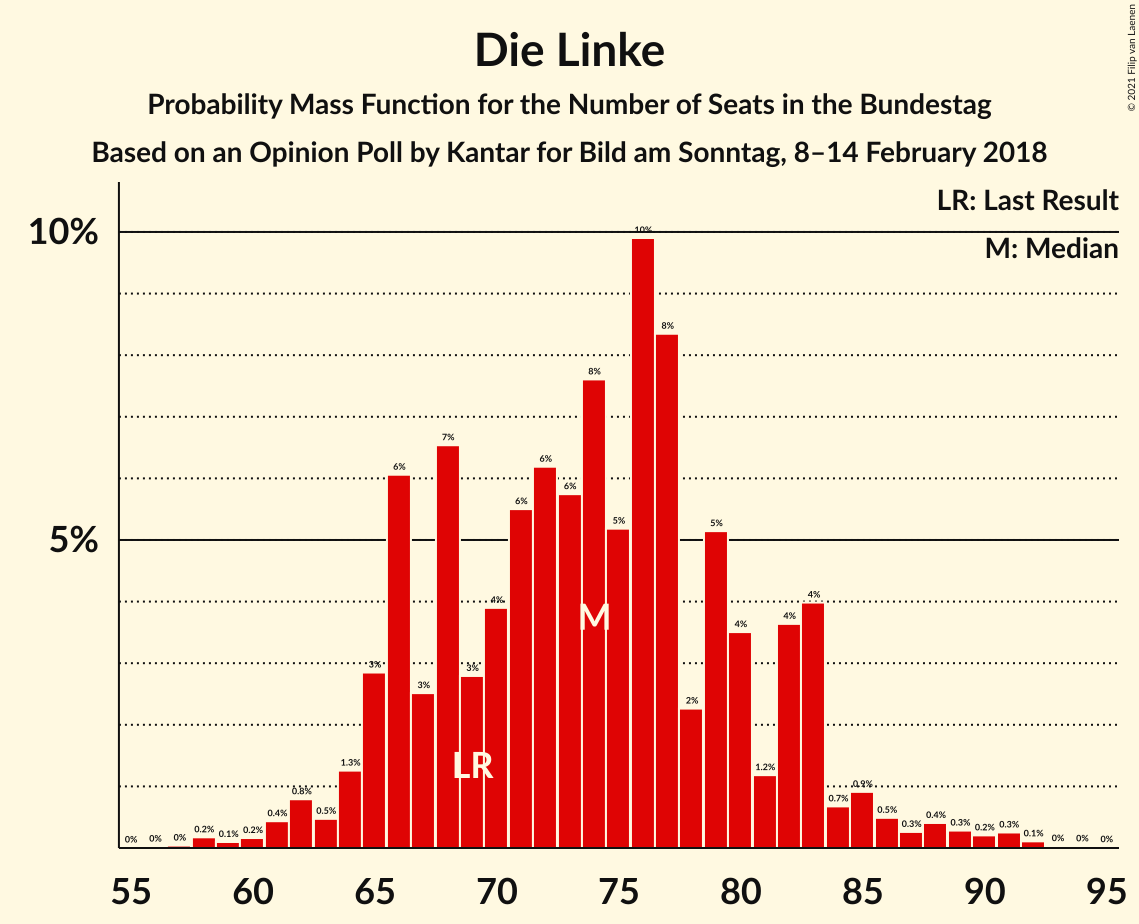 Die Linke
Probability Mass Function for the Number of Seats in the Bundestag
Based on an Opinion Poll by Kantar for Bild am Sonntag, 8–14 February 2018
© 2021 Filip van Laenen
LR: Last Result
M: Median
10%
5%
0% 0% 0% 0.2% 0.1% 0.2% 0.4% 0.8% 0.5% 1.3% 3% 6% 3% 7% 3% 4% 6% 6% 6% 8% 5% 10% 8% 2% 5% 4% 1.2% 4% 4% 0.7% 0.9% 0.5% 0.3% 0.4% 0.3% 0.2% 0.3% 0.1% 0% 0% 0%
M
LR
55 60 65 70 75 80 85 90 95